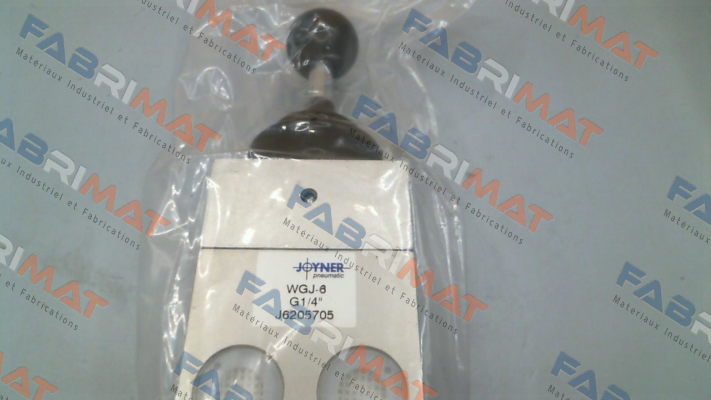 FABRIMAT
Materiaux Industriel et Fabrications
JOYNER
pneumatic
WGJ-6
G1/4"
J6205705